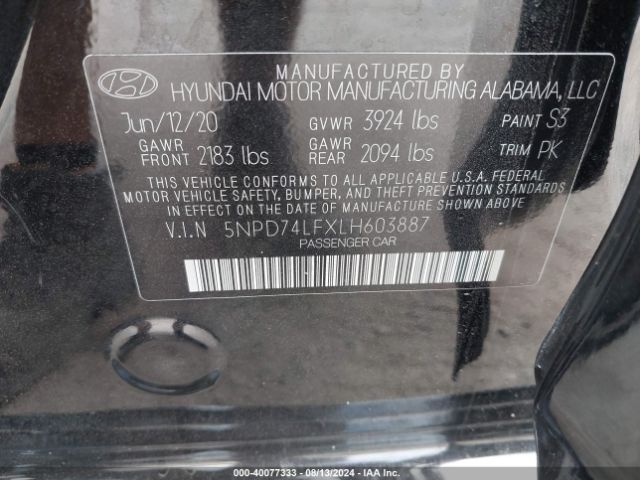 MANUFACTURED BY
HYUNDAI MOTOR MANUFACTURING ALABAMA, LLC
Jun/12/20 GVWR 3924 lbs PAINT S3
GAWR FRONT 2183 lbs GAWR REAR 2094 lbs TRIM PK
THIS VEHICLE CONFORMS TO ALL APPLICABLE U.S.A. FEDERAL
MOTOR VEHICLE SAFETY, BUMPER, AND THEFT PREVENTION STANDARDS
IN EFFECT ON THE DATE OF MANUFACTURE SHOWN ABOVE.
V.I.N 5NPD74LFXLH603887
PASSENGER CAR
000-40077333 - 08/13/2024 - IAA Inc.